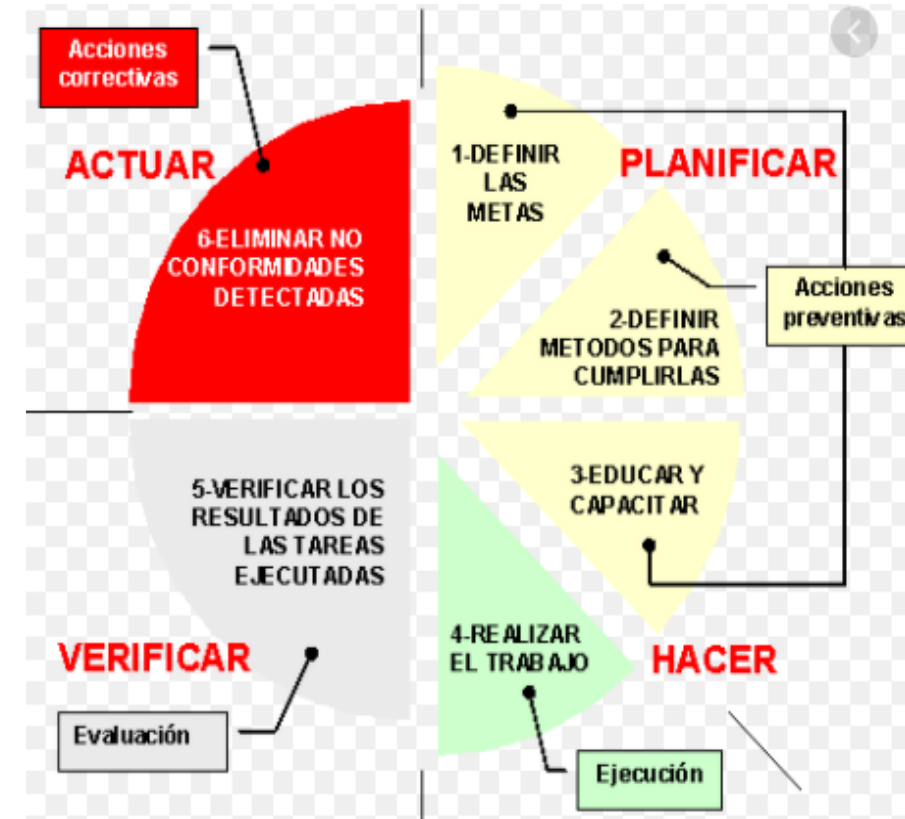 Acciones
correctivas
ACTUAR
6-ELIMINAR NO
CONFORMIDADES
DETECTADAS
1-DEFINIR
LAS
METAS
PLANIFICAR
2-DEFINIR
METODOS PARA
CUMPLIRLAS
Acciones
preventivas
3-EDUCAR Y
CAPACITAR
HACER
4-REALIZAR
EL TRABAJO
Ejecución
5-VERIFICAR LOS
RESULTADOS DE
LAS TAREAS
EJECUTADAS
VERIFICAR
Evaluación